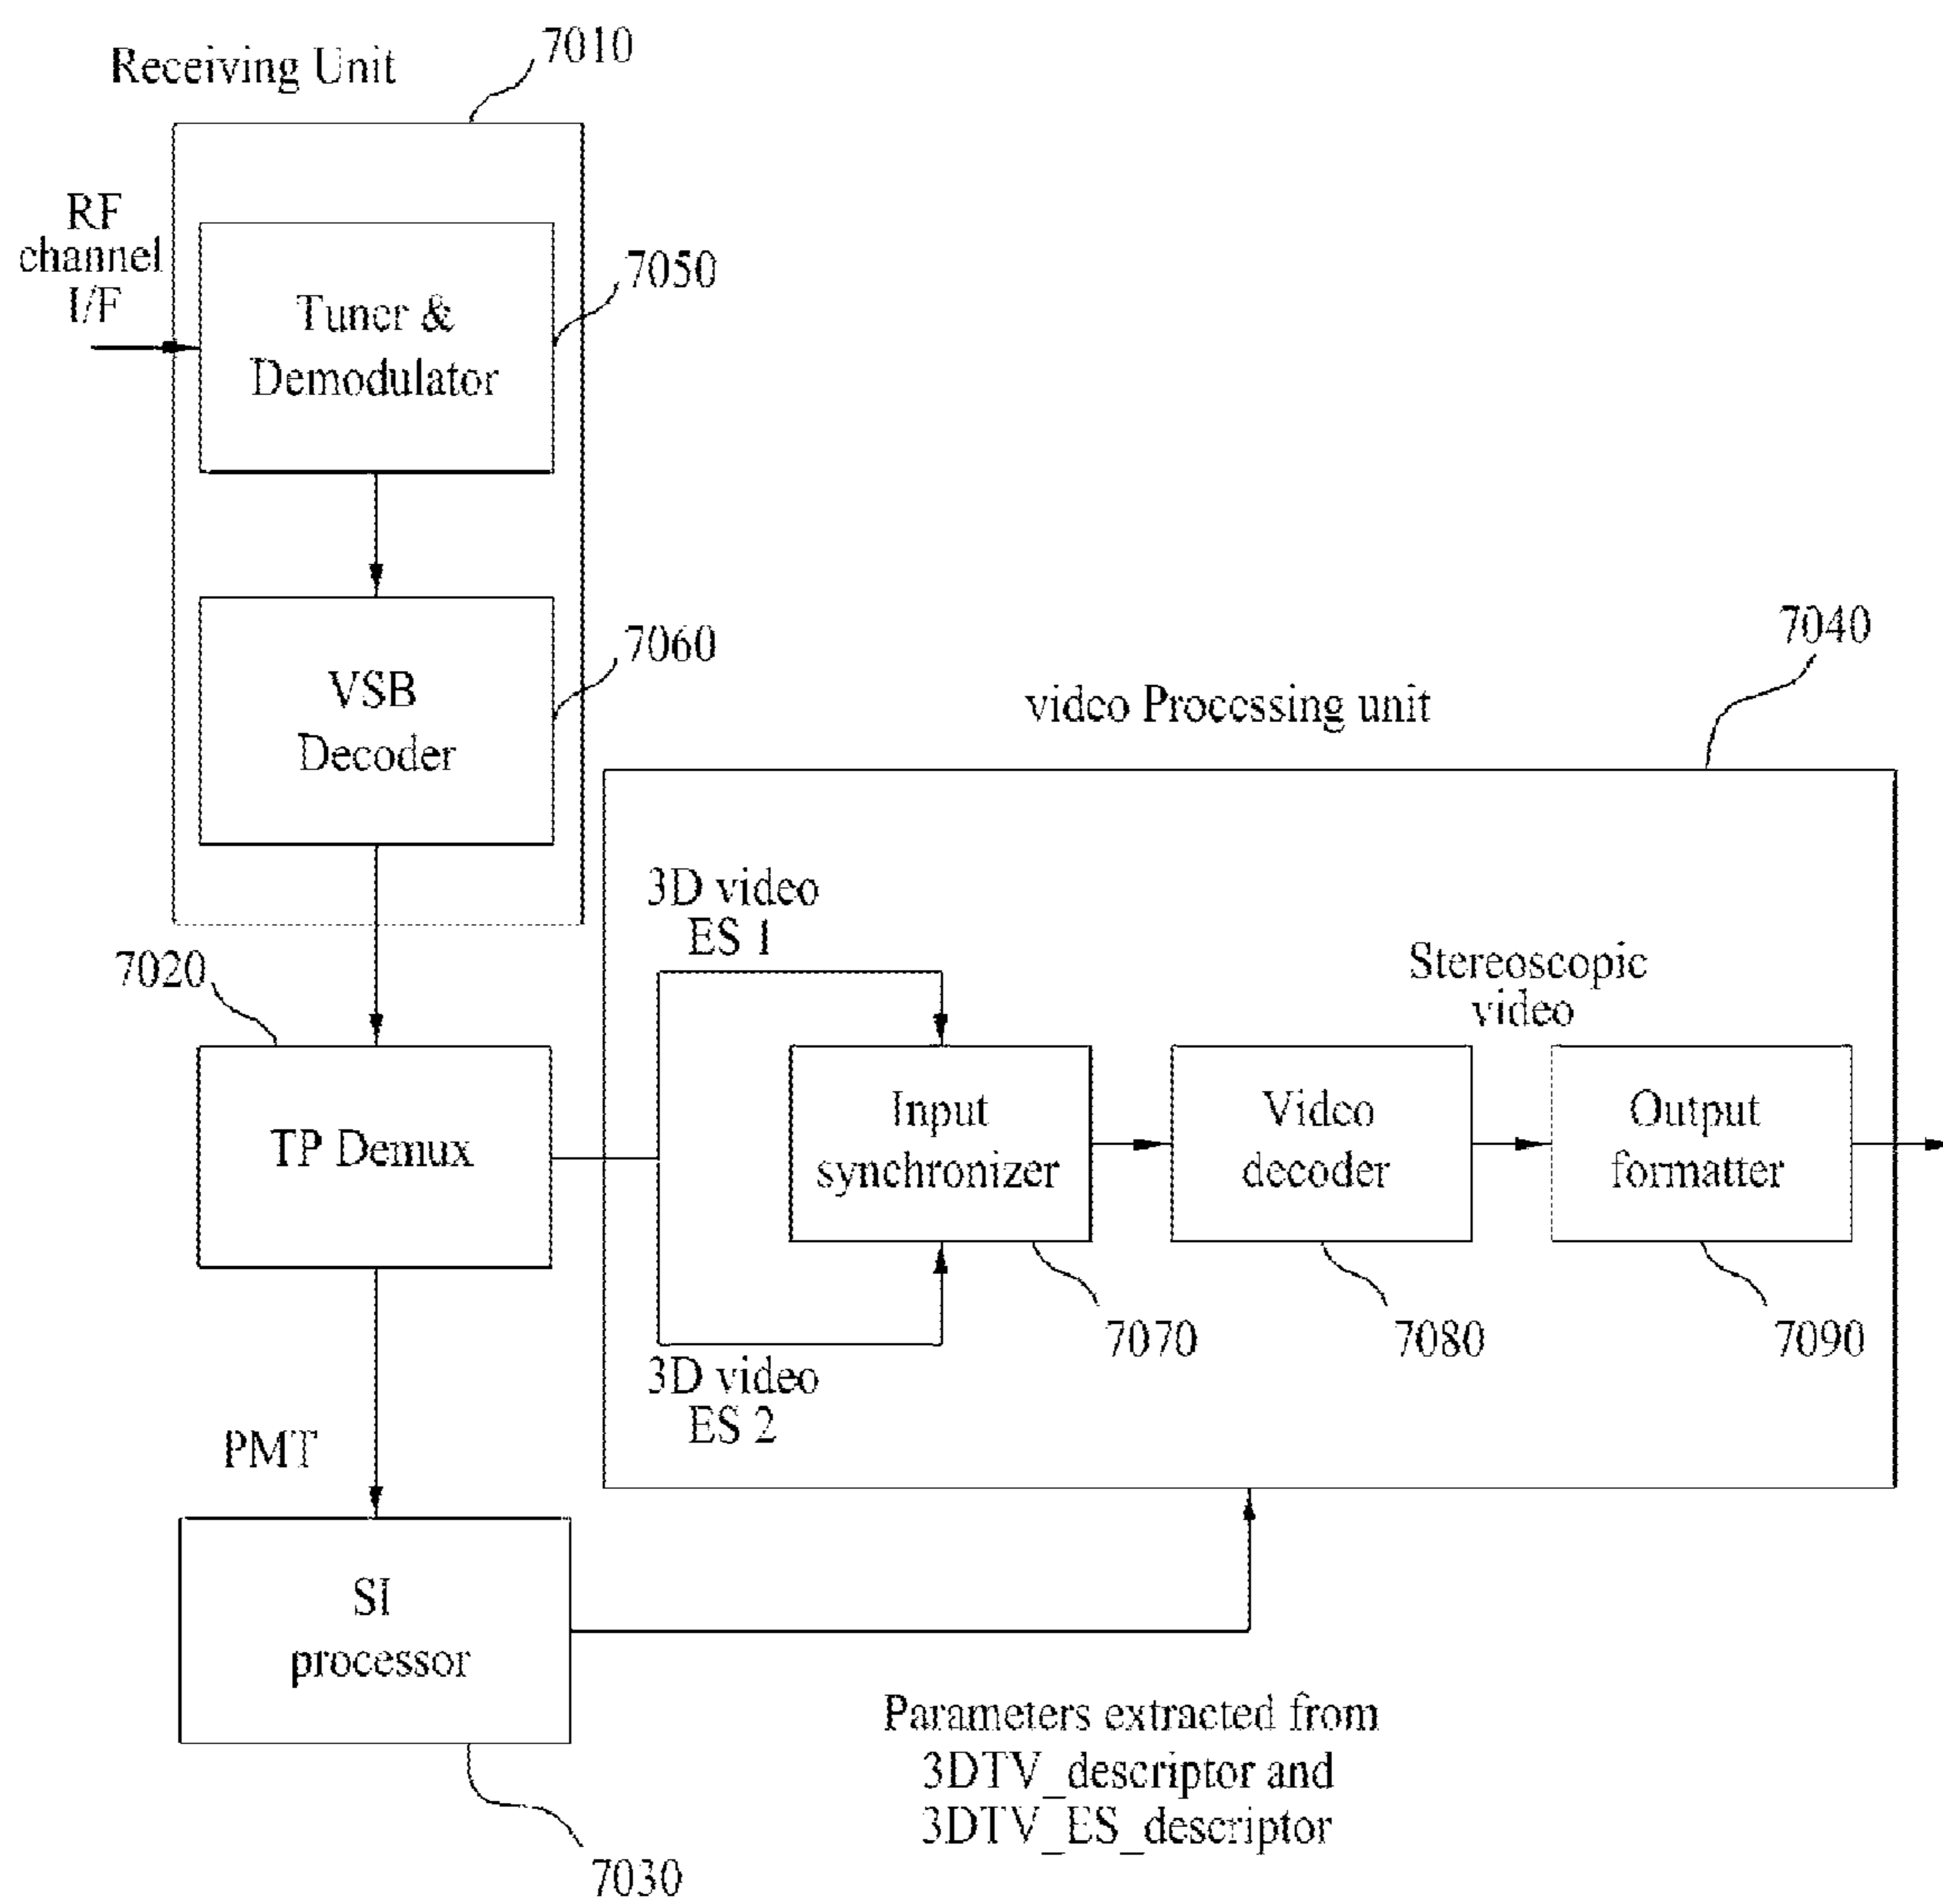 Receiving Unit
7010
RF
channel
I/F
Tuner &
Demodulator
7050
VSB
Decoder
7060
7040
video Processing unit
3D video
ES 1
7020
Stereoscopic
video
TP Demux
Input
synchronizer
Video
decoder
Output
formatter
7070
7080
7090
3D video
ES 2
PMT
SI
processor
Parameters extracted from
3DTV_descriptor and
3DTV_ES_descriptor
7030